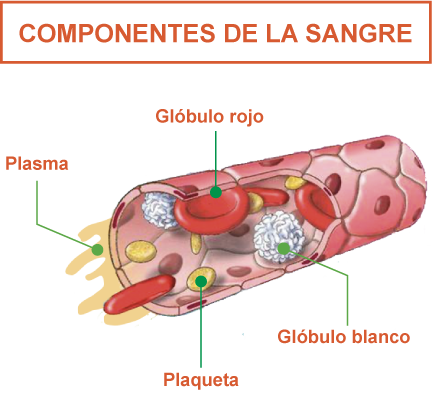 COMPONENTES DE LA SANGRE
Glóbulo rojo
Plasma
Glóbulo blanco
Plaqueta